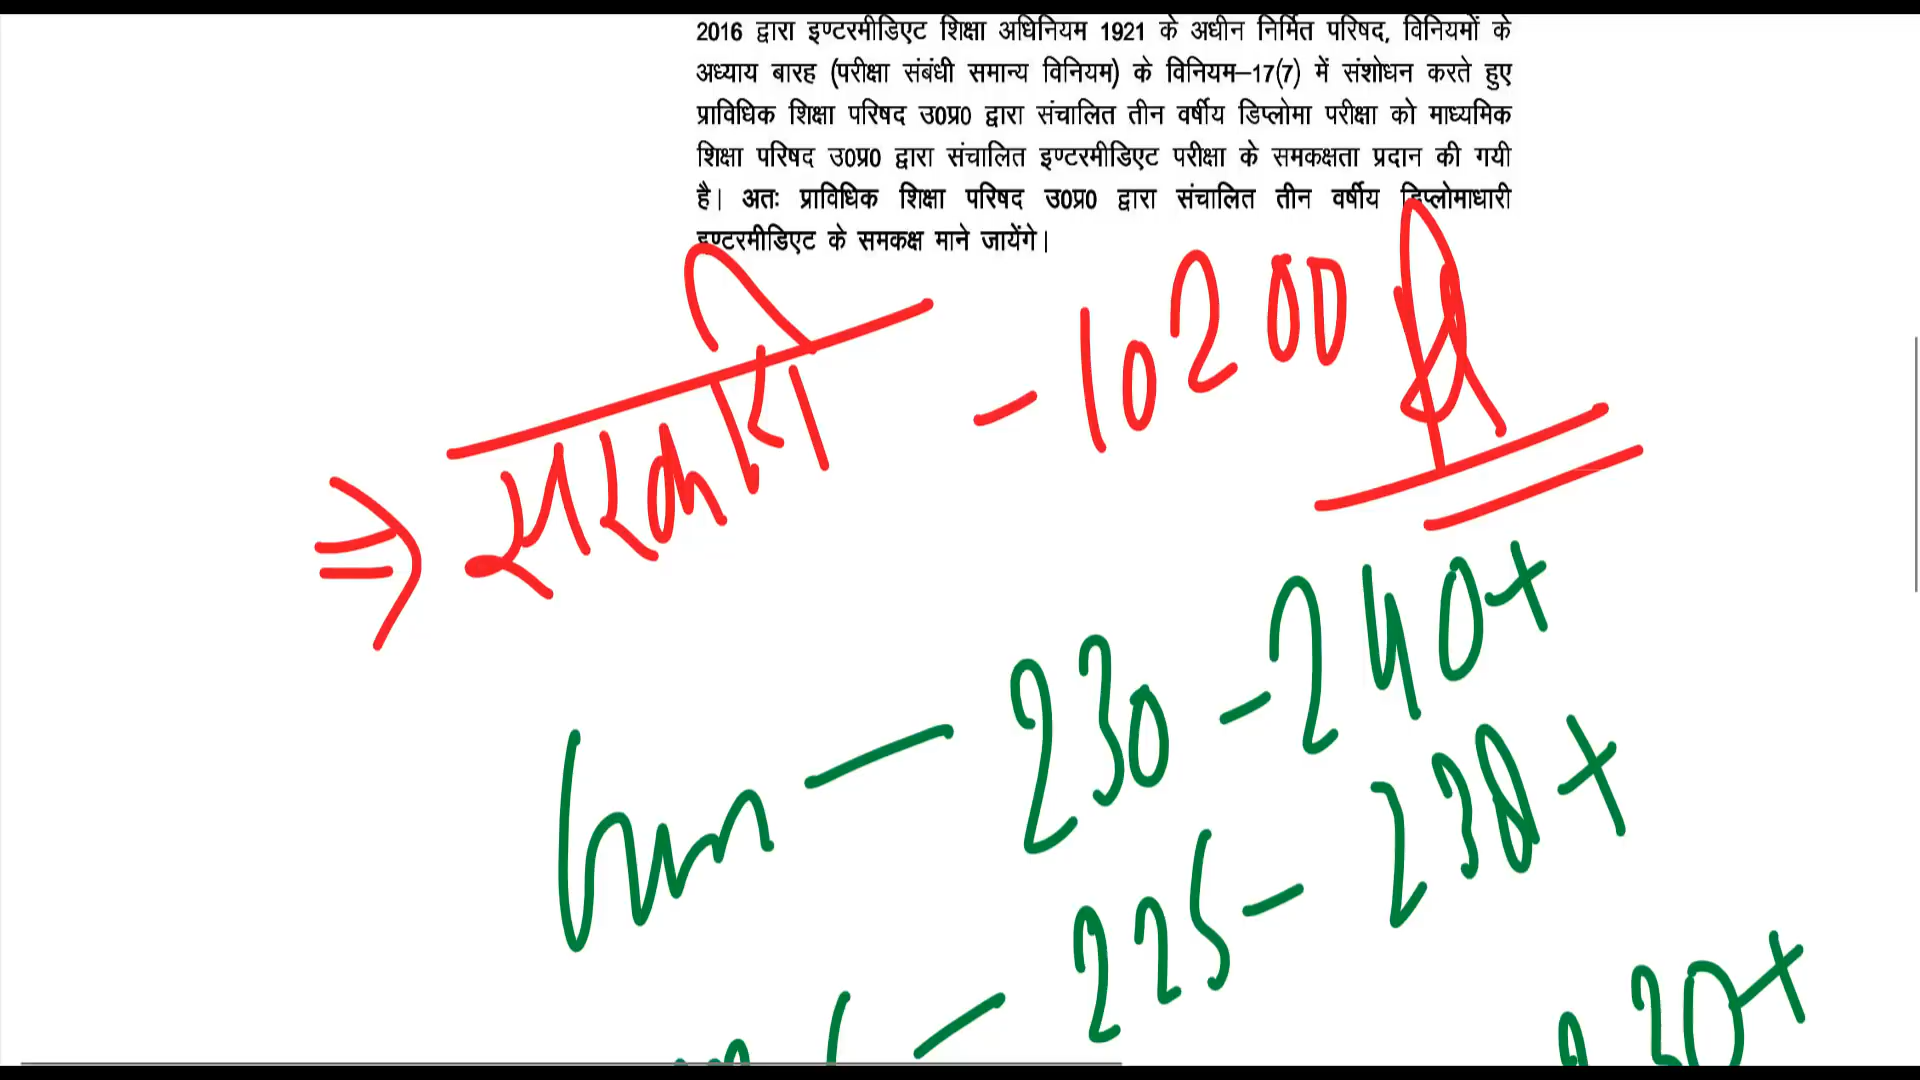 2016 द्वारा इण्टरमीडिएट शिक्षा अधिनियम 1921 के अधीन निर्मित परिषद, विनियमों के
अध्याय बारह (परीक्षा संबंधी समान्य विनियम) के विनियम–17(7) में संशोधन करते हुए
प्राविधिक शिक्षा परिषद उ0प्र0 द्वारा संचालित तीन वर्षीय डिप्लोमा परीक्षा को माध्यमिक
शिक्षा परिषद उ0प्र0 द्वारा संचालित इण्टरमीडिएट परीक्षा के समकक्षता प्रदान की गयी
है। अतः प्राविधिक शिक्षा परिषद उ0प्र0 द्वारा संचालित तीन वर्षीय डिप्लोमाधारी
इण्टरमीडिएट के समकक्ष माने जायेंगे।
⇒ सरकारी - 10200
— 230 - 240+
— 225 - 238+
230+